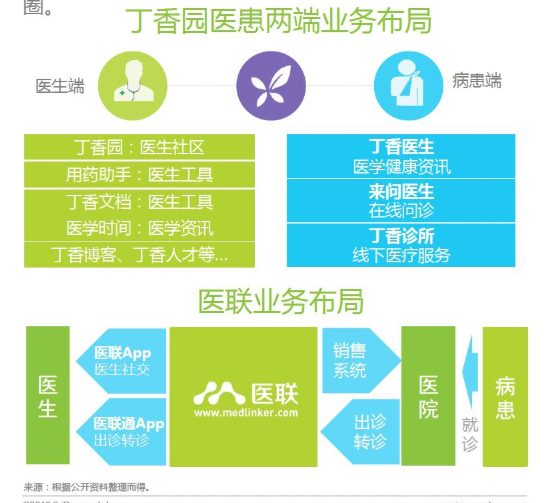 圈。
丁香园医患两端业务布局
医生端
病患端
丁香园：医生社区
用药助手：医生工具
丁香文档：医生工具
医学时间：医学资讯
丁香博客、丁香人才等...
丁香医生
医学健康资讯
来问医生
在线问诊
丁香诊所
线下医疗服务
医联业务布局
医生
医联App
医生社交
医联通App
出诊转诊
医联
www.medlinker.com
销售
系统
出诊
转诊
医院
就诊
病患
来源：根据公开资料整理而得。